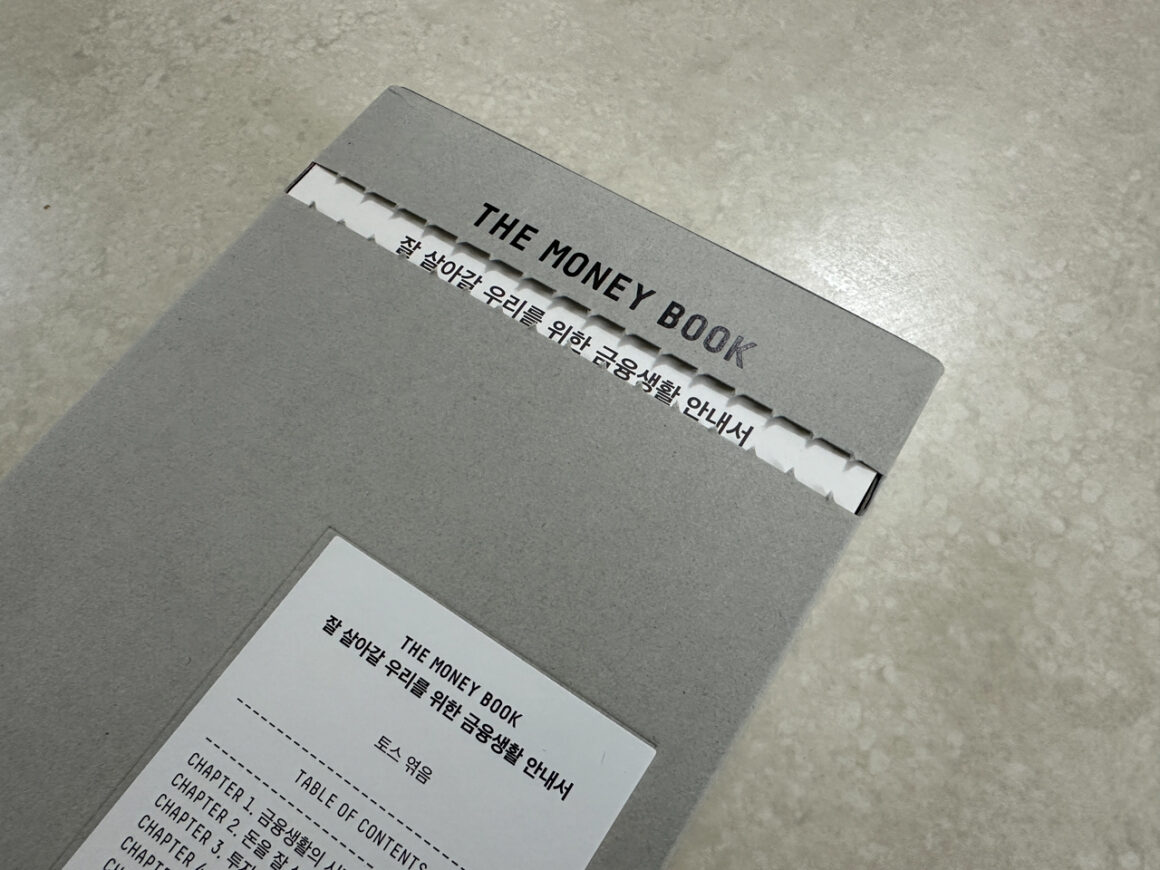 THE MONEY BOOK
잘 살아갈 우리를 위한 금융생활 안내서
THE MONEY BOOK
잘 살아갈 우리를 위한 금융생활 안내서
토스 엮음
TABLE OF CONTENTS
CHAPTER 1. 금융생활의
CHAPTER 2. 돈을 잘
CHAPTER 3. 투자
CHAPTER